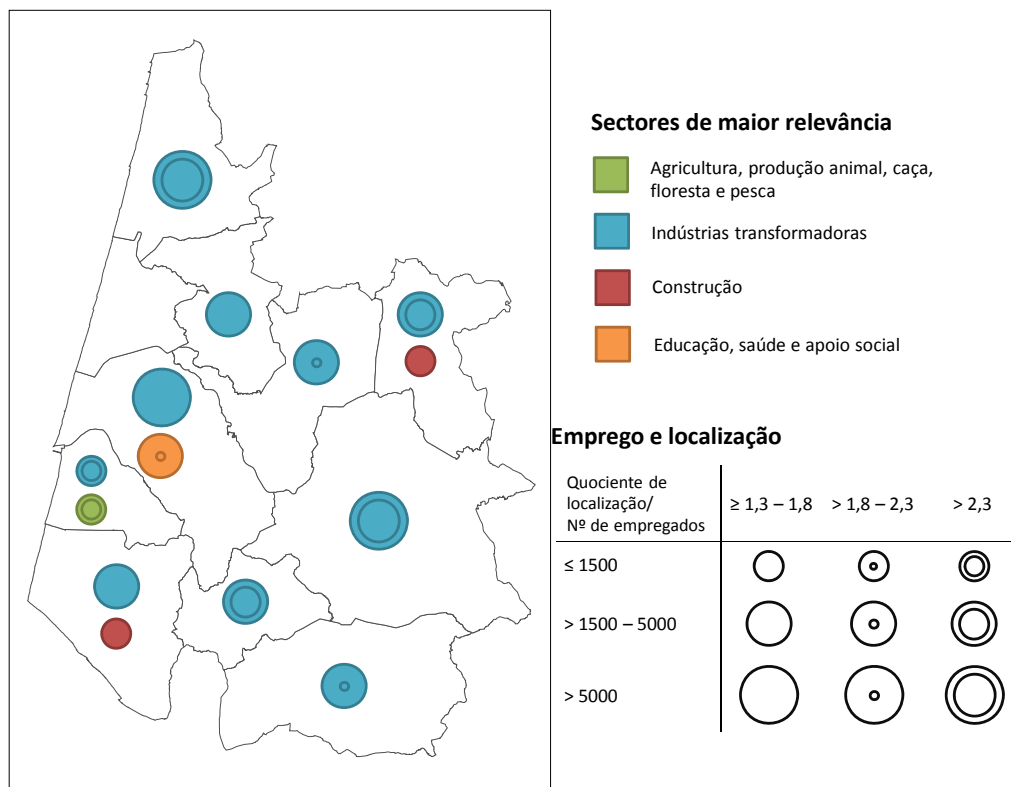 Sectores de maior relevância
Agricultura, produção animal, caça,
floresta e pesca
Indústrias transformadoras
Construção
Educação, saúde e apoio social
Emprego e localização
Quociente de
localização/
Nº de empregados
≥ 1,3 – 1,8
> 1,8 – 2,3
> 2,3
≤ 1500
> 1500 – 5000
> 5000